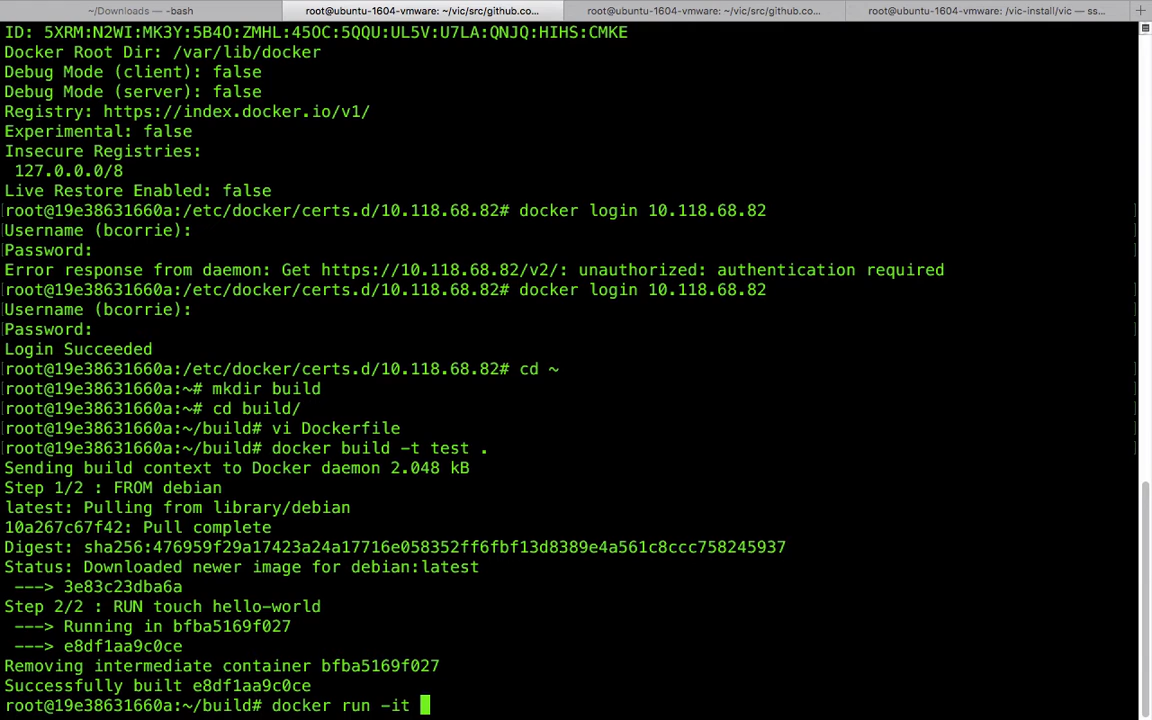 ~/Downloads — -bash
root@ubuntu-1604-vmware: ~/vic/src/github.co...
root@ubuntu-1604-vmware: ~/vic/src/github.co...
root@ubuntu-1604-vmware: /vic-install/vic — ss...
ID: 5XRM:N2WI:MK3Y:5B4O:ZMHL:45OC:5QQU:UL5V:U7LA:QNJQ:HIHS:CMKE
Docker Root Dir: /var/lib/docker
Debug Mode (client): false
Debug Mode (server): false
Registry: https://index.docker.io/v1/
Experimental: false
Insecure Registries:
 127.0.0.0/8
Live Restore Enabled: false
root@19e38631660a:/etc/docker/certs.d/10.118.68.82# docker login 10.118.68.82
Username (bcorrie):
Password:
Error response from daemon: Get https://10.118.68.82/v2/: unauthorized: authentication required
root@19e38631660a:/etc/docker/certs.d/10.118.68.82# docker login 10.118.68.82
Username (bcorrie):
Password:
Login Succeeded
root@19e38631660a:/etc/docker/certs.d/10.118.68.82# cd ~
root@19e38631660a:~# mkdir build
root@19e38631660a:~# cd build/
root@19e38631660a:~/build# vi Dockerfile
root@19e38631660a:~/build# docker build -t test .
Sending build context to Docker daemon 2.048 kB
Step 1/2 : FROM debian
latest: Pulling from library/debian
10a267c67f42: Pull complete
Digest: sha256:476959f29a17423a24a17716e058352ff6fbf13d8389e4a561c8ccc758245937
Status: Downloaded newer image for debian:latest
 ---> 3e83c23dba6a
Step 2/2 : RUN touch hello-world
 ---> Running in bfba5169f027
 ---> e8df1aa9c0ce
Removing intermediate container bfba5169f027
Successfully built e8df1aa9c0ce
root@19e38631660a:~/build# docker run -it